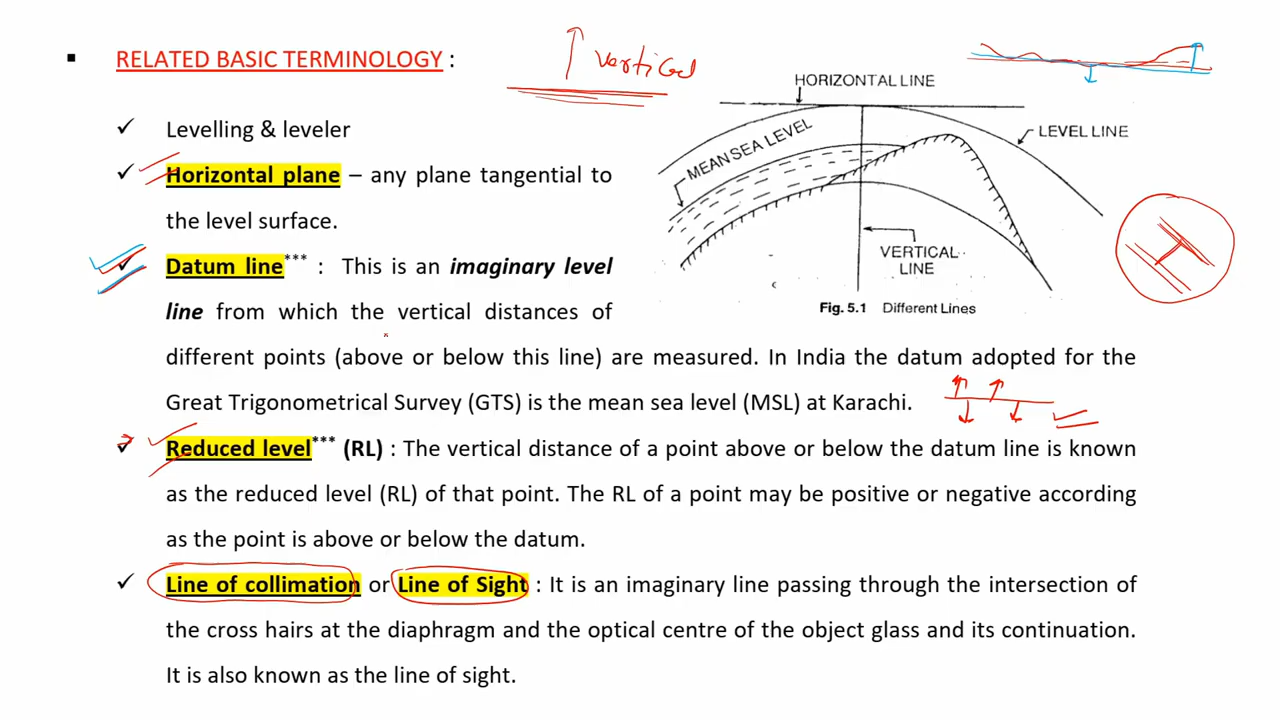 ▪ RELATED BASIC TERMINOLOGY :
vertical
✓ Levelling & leveler
✓ Horizontal plane – any plane tangential to
the level surface.
✓ Datum line*** : This is an imaginary level
line from which the vertical distances of
different points (above or below this line) are measured. In India the datum adopted for the
Great Trigonometrical Survey (GTS) is the mean sea level (MSL) at Karachi.
✓ Reduced level*** (RL) : The vertical distance of a point above or below the datum line is known
as the reduced level (RL) of that point. The RL of a point may be positive or negative according
as the point is above or below the datum.
✓ Line of collimation or Line of Sight : It is an imaginary line passing through the intersection of
the cross hairs at the diaphragm and the optical centre of the object glass and its continuation.
It is also known as the line of sight.
HORIZONTAL LINE
MEAN SEA LEVEL
LEVEL LINE
VERTICAL
LINE
Fig. 5.1 Different Lines